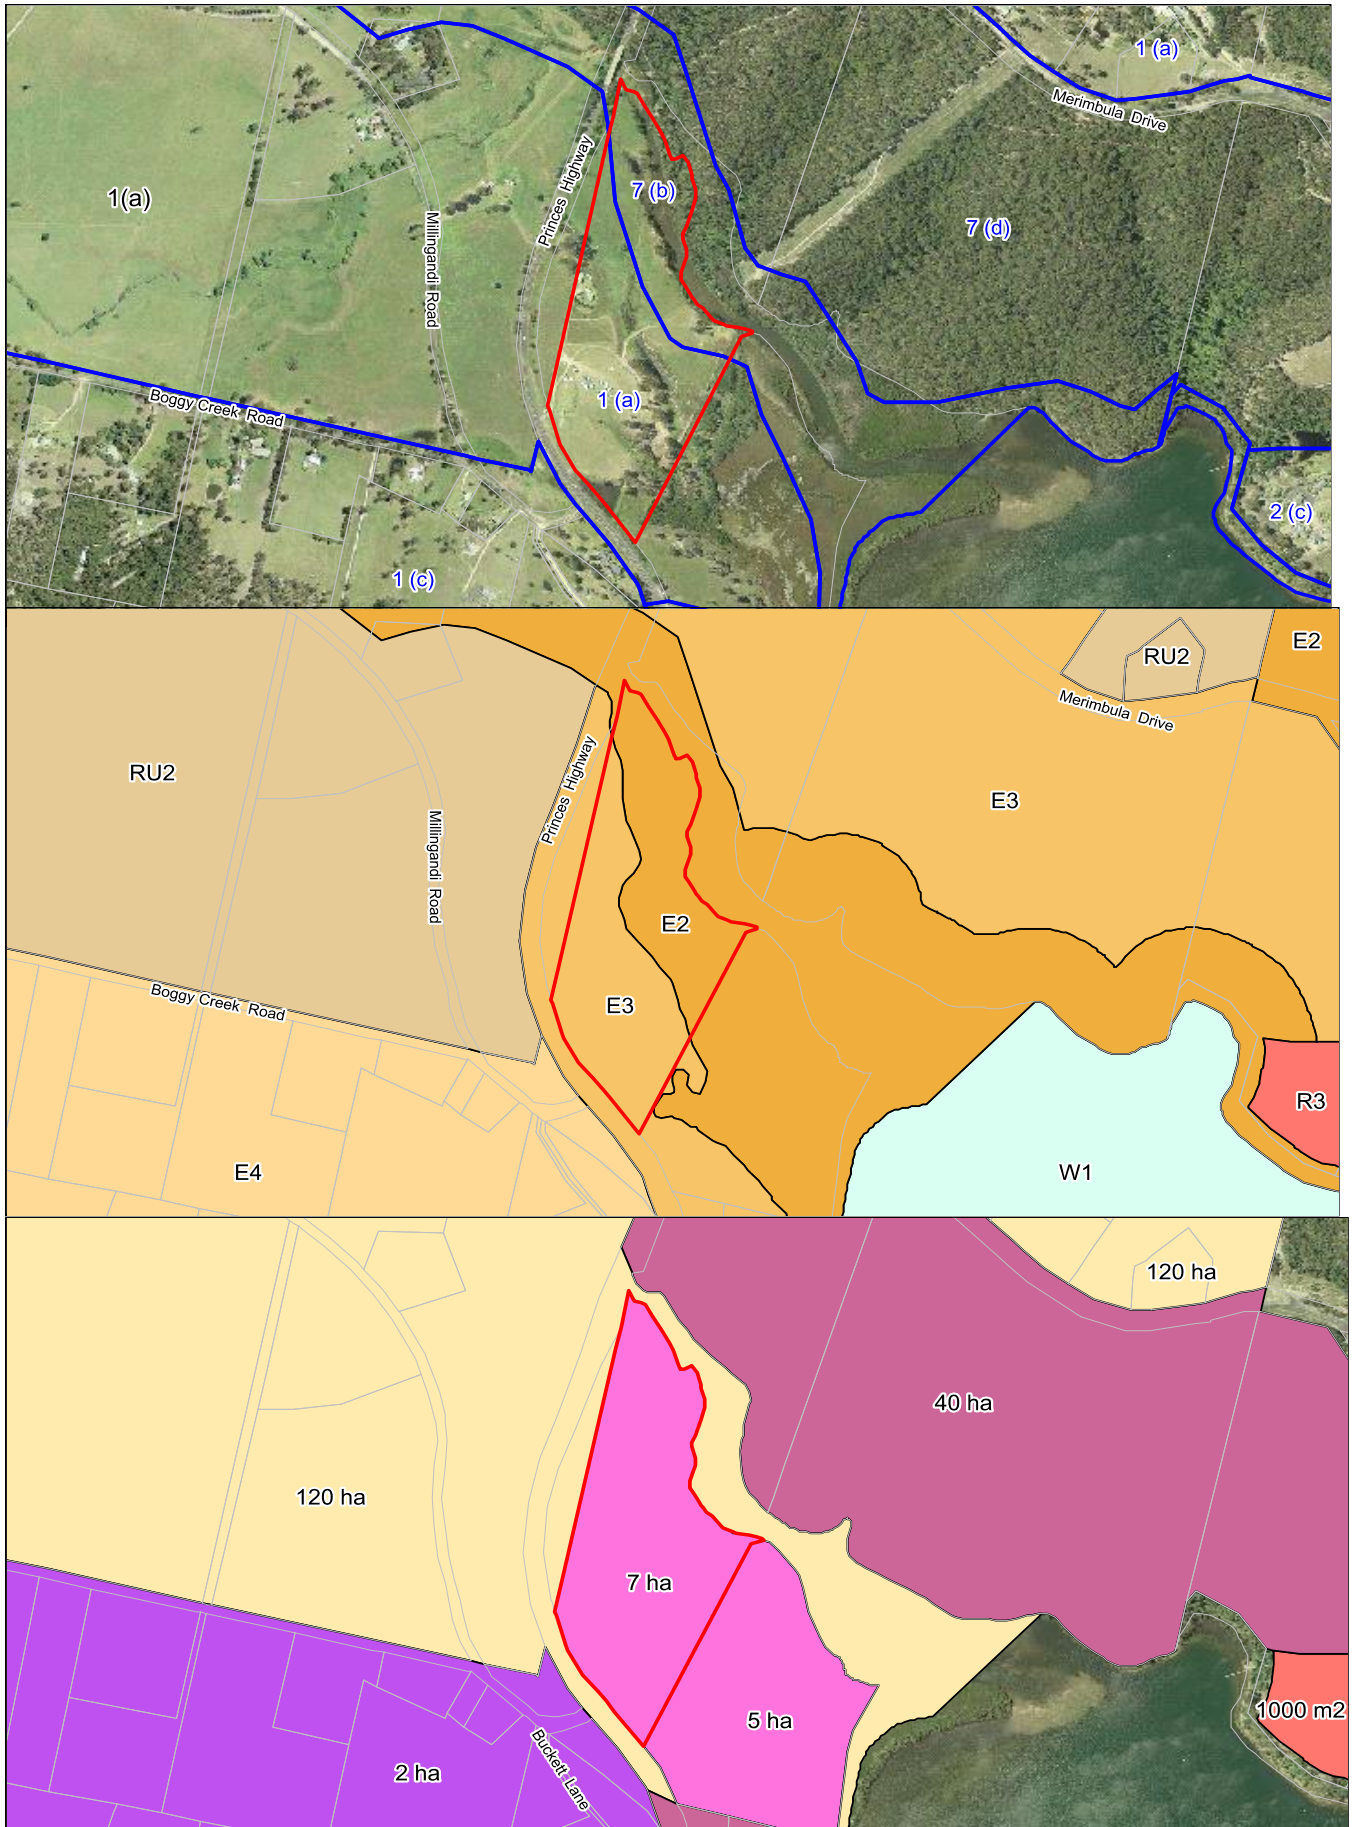 1 (a)
Merimbula Drive
Princes Highway
7 (b)
1(a)
Millingandi Road
7 (d)
Boggy Creek Road
1 (a)
2 (c)
1 (c)
E2
RU2
Merimbula Drive
RU2
Princes Highway
E3
Millingandi Road
E2
Boggy Creek Road
E3
R3
E4
W1
120 ha
40 ha
120 ha
7 ha
5 ha
1000 m2
Buckett Lane
2 ha